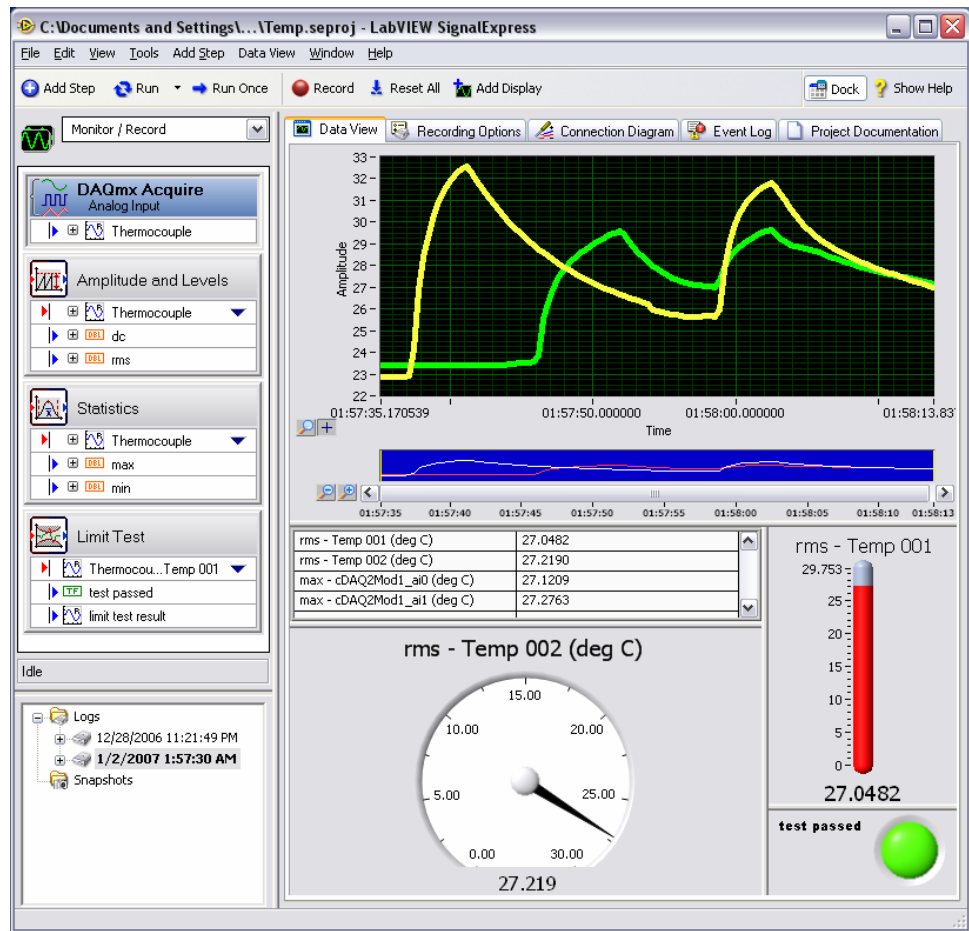 C:\Documents and Settings\...\Temp.seproj - LabVIEW SignalExpress
File Edit View Tools Add Step Data View Window Help
Add Step Run Run Once Record Reset All Add Display Dock Show Help
Monitor / Record
DAQmx Acquire
Analog Input
Thermocouple
Amplitude and Levels
Thermocouple
DBL dc
DBL rms
Statistics
Thermocouple
DBL max
DBL min
Limit Test
Thermocou...Temp 001
TF test passed
limit test result
Idle
Logs
12/28/2006 11:21:49 PM
1/2/2007 1:57:30 AM
Snapshots
Data View Recording Options Connection Diagram Event Log Project Documentation
33
32
31
30
29
28
27
26
25
24
23
22
Amplitude
01:57:35.170539 01:57:50.000000 01:58:00.000000 01:58:13.83
Time
01:57:35 01:57:40 01:57:45 01:57:50 01:57:55 01:58:00 01:58:05 01:58:10 01:58:13
rms - Temp 001 (deg C) 27.0482
rms - Temp 002 (deg C) 27.2190
max - cDAQ2Mod1_ai0 (deg C) 27.1209
max - cDAQ2Mod1_ai1 (deg C) 27.2763
rms - Temp 002 (deg C)
15.00
10.00 20.00
5.00 25.00
0.00 30.00
27.219
rms - Temp 001
29.753
25
20
15
10
5
0
27.0482
test passed